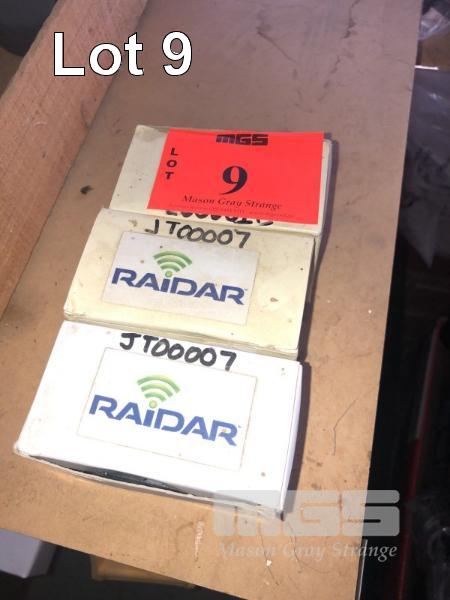 Lot 9
MGS
LOT
9
Mason Gray Strange
JT00007
RAiDAR
JT00007
RAiDAR
MGS
Mason Gray Strange